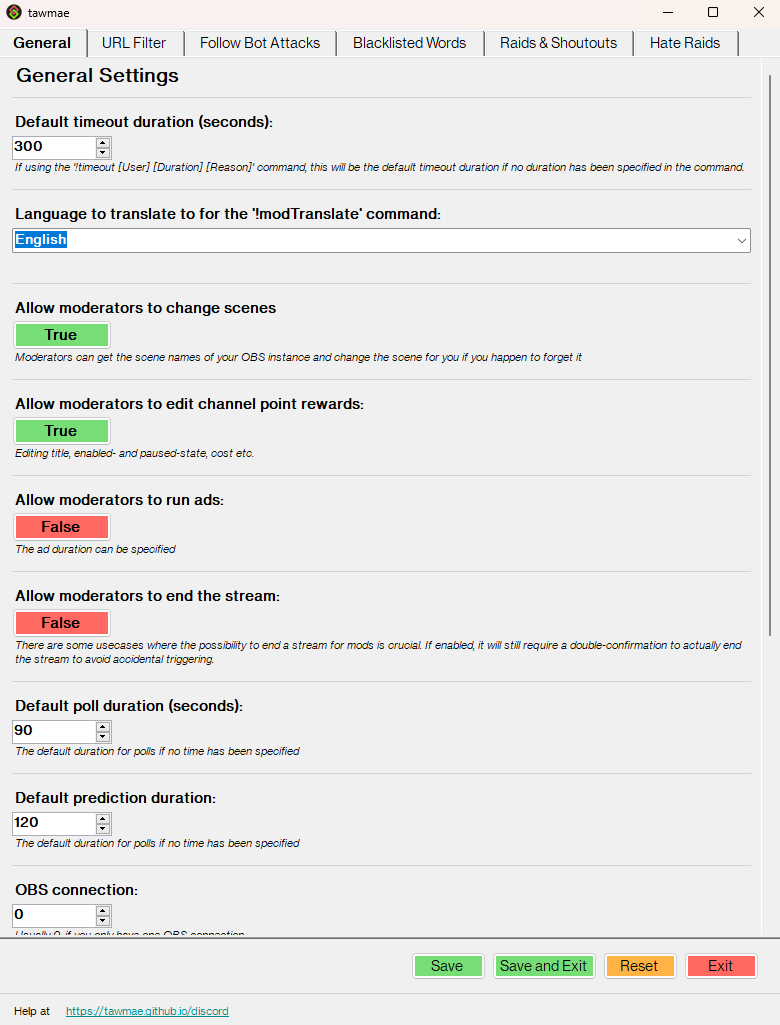 tawmae
General URL Filter Follow Bot Attacks Blacklisted Words Raids & Shoutouts Hate Raids
General Settings
Default timeout duration (seconds):
300
If using the '!timeout [User] [Duration] [Reason]' command, this will be the default timeout duration if no duration has been specified in the command.
Language to translate to for the '!modTranslate' command:
English
Allow moderators to change scenes
True
Moderators can get the scene names of your OBS instance and change the scene for you if you happen to forget it
Allow moderators to edit channel point rewards:
True
Editing title, enabled- and paused-state, cost etc.
Allow moderators to run ads:
False
The ad duration can be specified
Allow moderators to end the stream:
False
There are some usecases where the possibility to end a stream for mods is crucial. If enabled, it will still require a double-confirmation to actually end
the stream to avoid accidental triggering.
Default poll duration (seconds):
90
The default duration for polls if no time has been specified
Default prediction duration:
120
The default duration for polls if no time has been specified
OBS connection:
0
Usually 0, if you only have one OBS connection
Save Save and Exit Reset Exit
Help at https://tawmae.github.io/discord